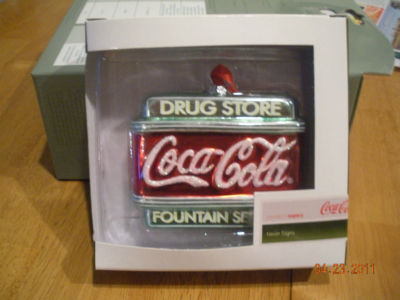 DRUG STORE
Coca-Cola
FOUNTAIN SE
Coca-Co
Neon Signs
04.23.2011